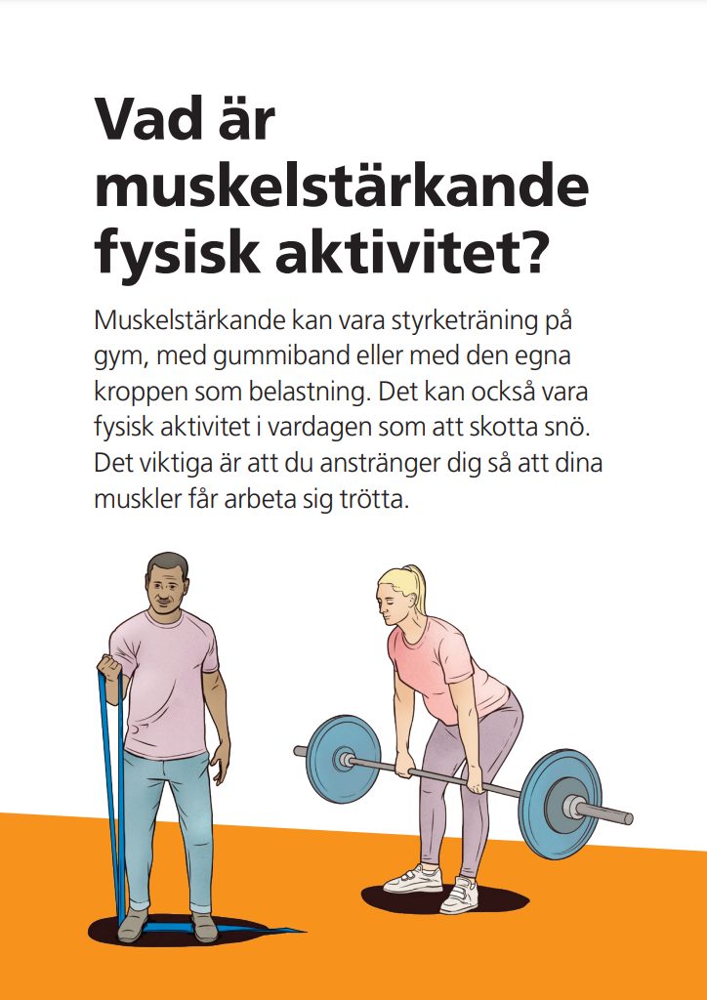 Vad är
muskelstärkande
fysisk aktivitet?
Muskelstärkande kan vara styrketräning på
gym, med gummiband eller med den egna
kroppen som belastning. Det kan också vara
fysisk aktivitet i vardagen som att skotta snö.
Det viktiga är att du anstränger dig så att dina
muskler får arbeta sig trötta.